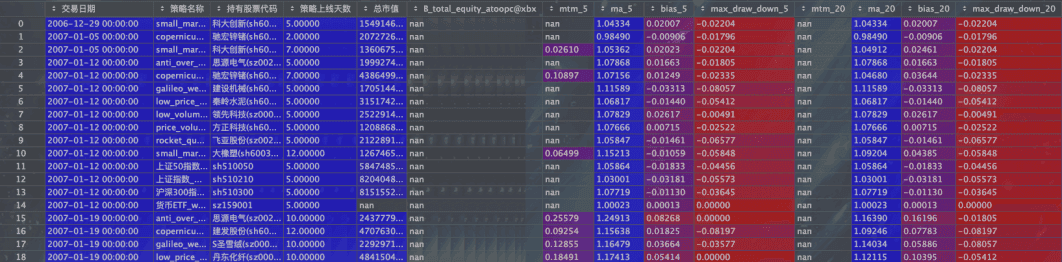 交易日期 策略名称 持有股票代码 策略上线天数 总市值 B_total_equity_atoopc@xbx mtm_5 ma_5 bias_5 max_draw_down_5 mtm_20 ma_20 bias_20 max_draw_down_20
0 2006-12-29 00:00:00 small_mar… 科大创新(sh60… 5.00000 1549146… nan nan 1.04334 0.02007 -0.02204 nan 1.04334 0.02007 -0.02204
1 2007-01-05 00:00:00 copernicu… 驰宏锌锗(sh60… 2.00000 2072726… nan nan 0.98490 -0.00906 -0.01796 nan 0.98490 -0.00906 -0.01796
2 2007-01-05 00:00:00 small_mar… 科大创新(sh60… 7.00000 1360675… nan 0.02610 1.05362 0.02023 -0.02204 nan 1.04912 0.02461 -0.02204
3 2007-01-12 00:00:00 anti_over_… 思源电气(sz002… 5.00000 1999274… nan nan 1.07868 0.01663 -0.01805 nan 1.07868 0.01663 -0.01805
4 2007-01-12 00:00:00 copernicu… 驰宏锌锗(sh60… 7.00000 4386499… nan 0.10897 1.07156 0.01249 -0.02335 nan 1.04680 0.03644 -0.02335
5 2007-01-12 00:00:00 galileo_we… 建设机械(sh60… 5.00000 1705144… nan nan 1.11589 -0.03313 -0.08057 nan 1.11589 -0.03313 -0.08057
6 2007-01-12 00:00:00 low_price_… 秦岭水泥(sh60… 5.00000 3151742… nan nan 1.06817 -0.01440 -0.05412 nan 1.06817 -0.01440 -0.05412
7 2007-01-12 00:00:00 low_volum… 领先科技(sz00… 5.00000 2522914… nan nan 1.07829 0.02617 -0.00491 nan 1.07829 0.02617 -0.00491
8 2007-01-12 00:00:00 price_volu… 方正科技(sh60… 5.00000 1208868… nan nan 1.07666 0.00715 -0.02522 nan 1.07666 0.00715 -0.02522
9 2007-01-12 00:00:00 rocket_qu… 飞亚股份(sz002… 5.00000 2122891… nan nan 1.05847 -0.01461 -0.06577 nan 1.05847 -0.01461 -0.06577
10 2007-01-12 00:00:00 small_mar… 大橡塑(sh6003… 12.00000 1267465… nan 0.06499 1.15213 -0.01059 -0.05848 nan 1.09204 0.04385 -0.05848
11 2007-01-12 00:00:00 上证50指数… sh510050 5.00000 5847485… nan nan 1.05864 -0.01833 -0.04456 nan 1.05864 -0.01833 -0.04456
12 2007-01-12 00:00:00 上证指数_… sh510210 5.00000 8204048… nan nan 1.03001 -0.03181 -0.05573 nan 1.03001 -0.03181 -0.05573
13 2007-01-12 00:00:00 沪深300指… sh510300 5.00000 8151552… nan nan 1.07719 -0.01130 -0.03645 nan 1.07719 -0.01130 -0.03645
14 2007-01-12 00:00:00 货币ETF_w… sz159001 5.00000 nan nan nan 1.00023 0.00013 0.00000 nan 1.00023 0.00013 0.00000
15 2007-01-19 00:00:00 anti_over_… 思源电气(sz002… 10.00000 2437779… nan 0.25579 1.24913 0.08268 0.00000 nan 1.16390 0.16196 -0.01805
16 2007-01-19 00:00:00 copernicu… 建发股份(sh60… 12.00000 4707630… nan 0.09254 1.15638 0.01825 -0.08197 nan 1.09246 0.07783 -0.08197
17 2007-01-19 00:00:00 galileo_we… S圣雪绒(sz000… 10.00000 2292971… nan 0.12855 1.16479 0.03664 -0.03577 nan 1.14034 0.05886 -0.08057
18 2007-01-19 00:00:00 low_price_… 丹东化纤(sz00… 10.00000 4841504… nan 0.18491 1.17413 0.05414 0.00000 nan 1.12115 0.10395 -0.05412